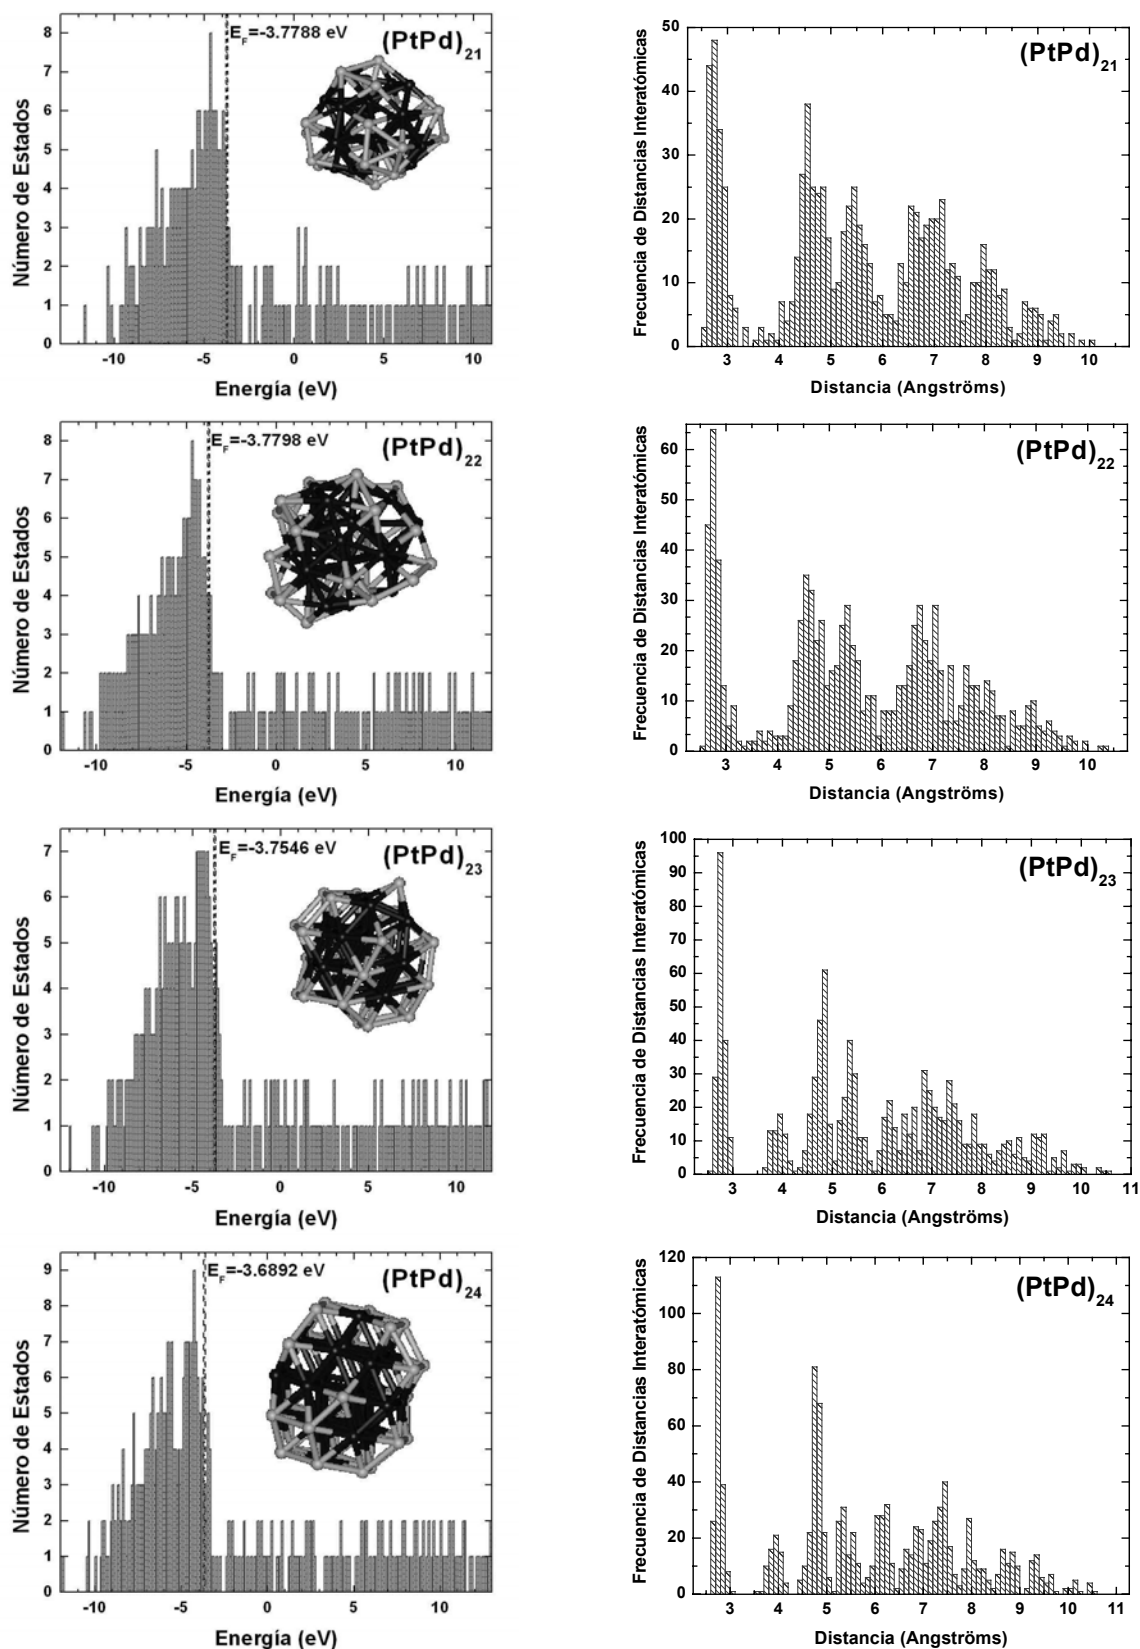 E_F=-3.7788 eV
(PtPd)21
Número de Estados
8
7
6
5
4
3
2
1
0
-10 -5 0 5 10
Energía (eV)
(PtPd)21
Frecuencia de Distancias Interatómicas
50
40
30
20
10
0
3 4 5 6 7 8 9 10
Distancia (Angströms)
E_F=-3.7798 eV
(PtPd)22
Número de Estados
8
7
6
5
4
3
2
1
0
-10 -5 0 5 10
Energía (eV)
(PtPd)22
Frecuencia de Distancias Interatómicas
60
50
40
30
20
10
0
3 4 5 6 7 8 9 10
Distancia (Angströms)
E_F=-3.7546 eV
(PtPd)23
Número de Estados
7
6
5
4
3
2
1
0
-10 -5 0 5 10
Energía (eV)
(PtPd)23
Frecuencia de Distancias Interatómicas
100
90
80
70
60
50
40
30
20
10
0
3 4 5 6 7 8 9 10 11
Distancia (Angströms)
E_F=-3.6892 eV
(PtPd)24
Número de Estados
9
8
7
6
5
4
3
2
1
0
-10 -5 0 5 10
Energía (eV)
(PtPd)24
Frecuencia de Distancias Interatómicas
120
100
80
60
40
20
0
3 4 5 6 7 8 9 10 11
Distancia (Angströms)